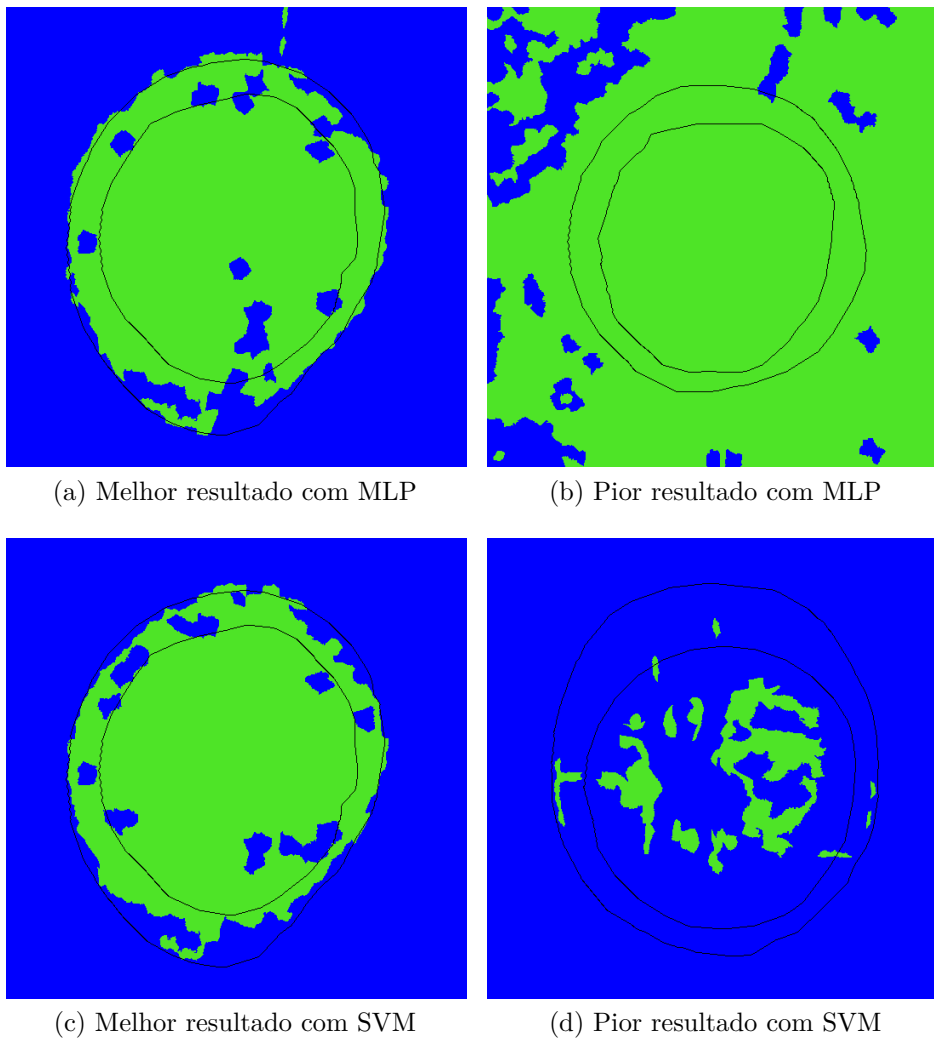 (a) Melhor resultado com MLP
(b) Pior resultado com MLP
(c) Melhor resultado com SVM
(d) Pior resultado com SVM